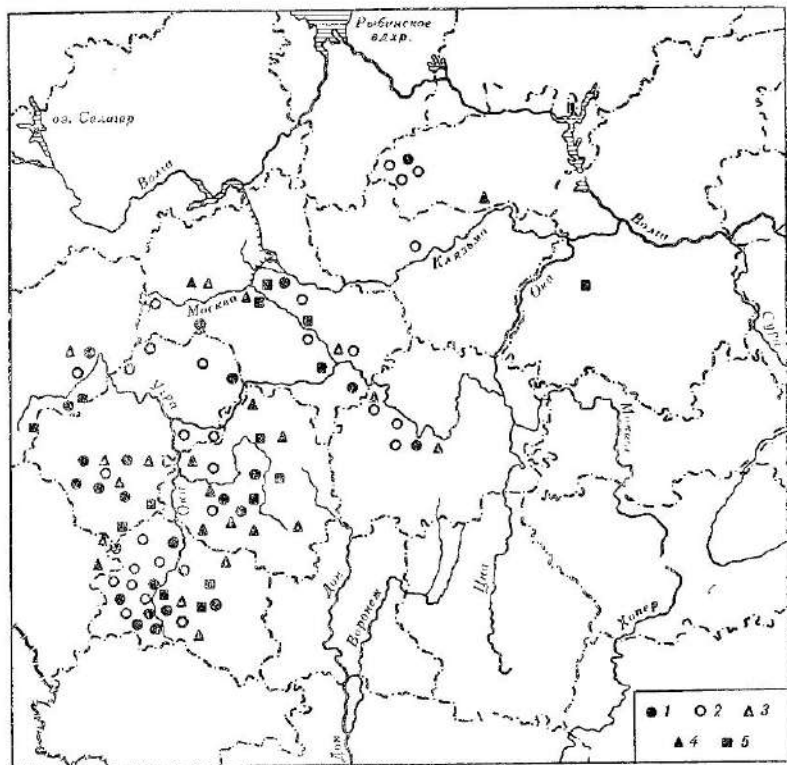 Рыбинское
вдхр.
оз. Селигер
Волга
Волга
Клязьма
Ока
Сура
Москва
Угра
Ока
Мокша
Дон
Воронеж
Цна
Хопер
Дон
1 2 3
4 5